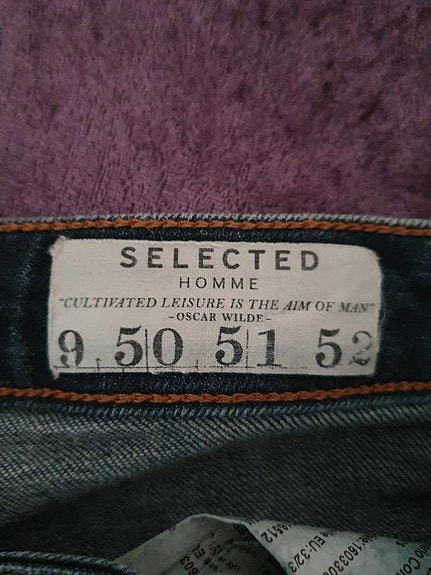 SELECTED
HOMME
"CULTIVATED LEISURE IS THE AIM OF MAN"
-OSCAR WILDE-
9 50 51 52